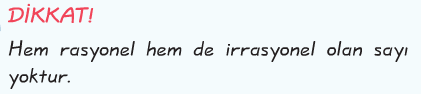 DİKKAT!
Hem rasyonel hem de irrasyonel olan sayı
yoktur.